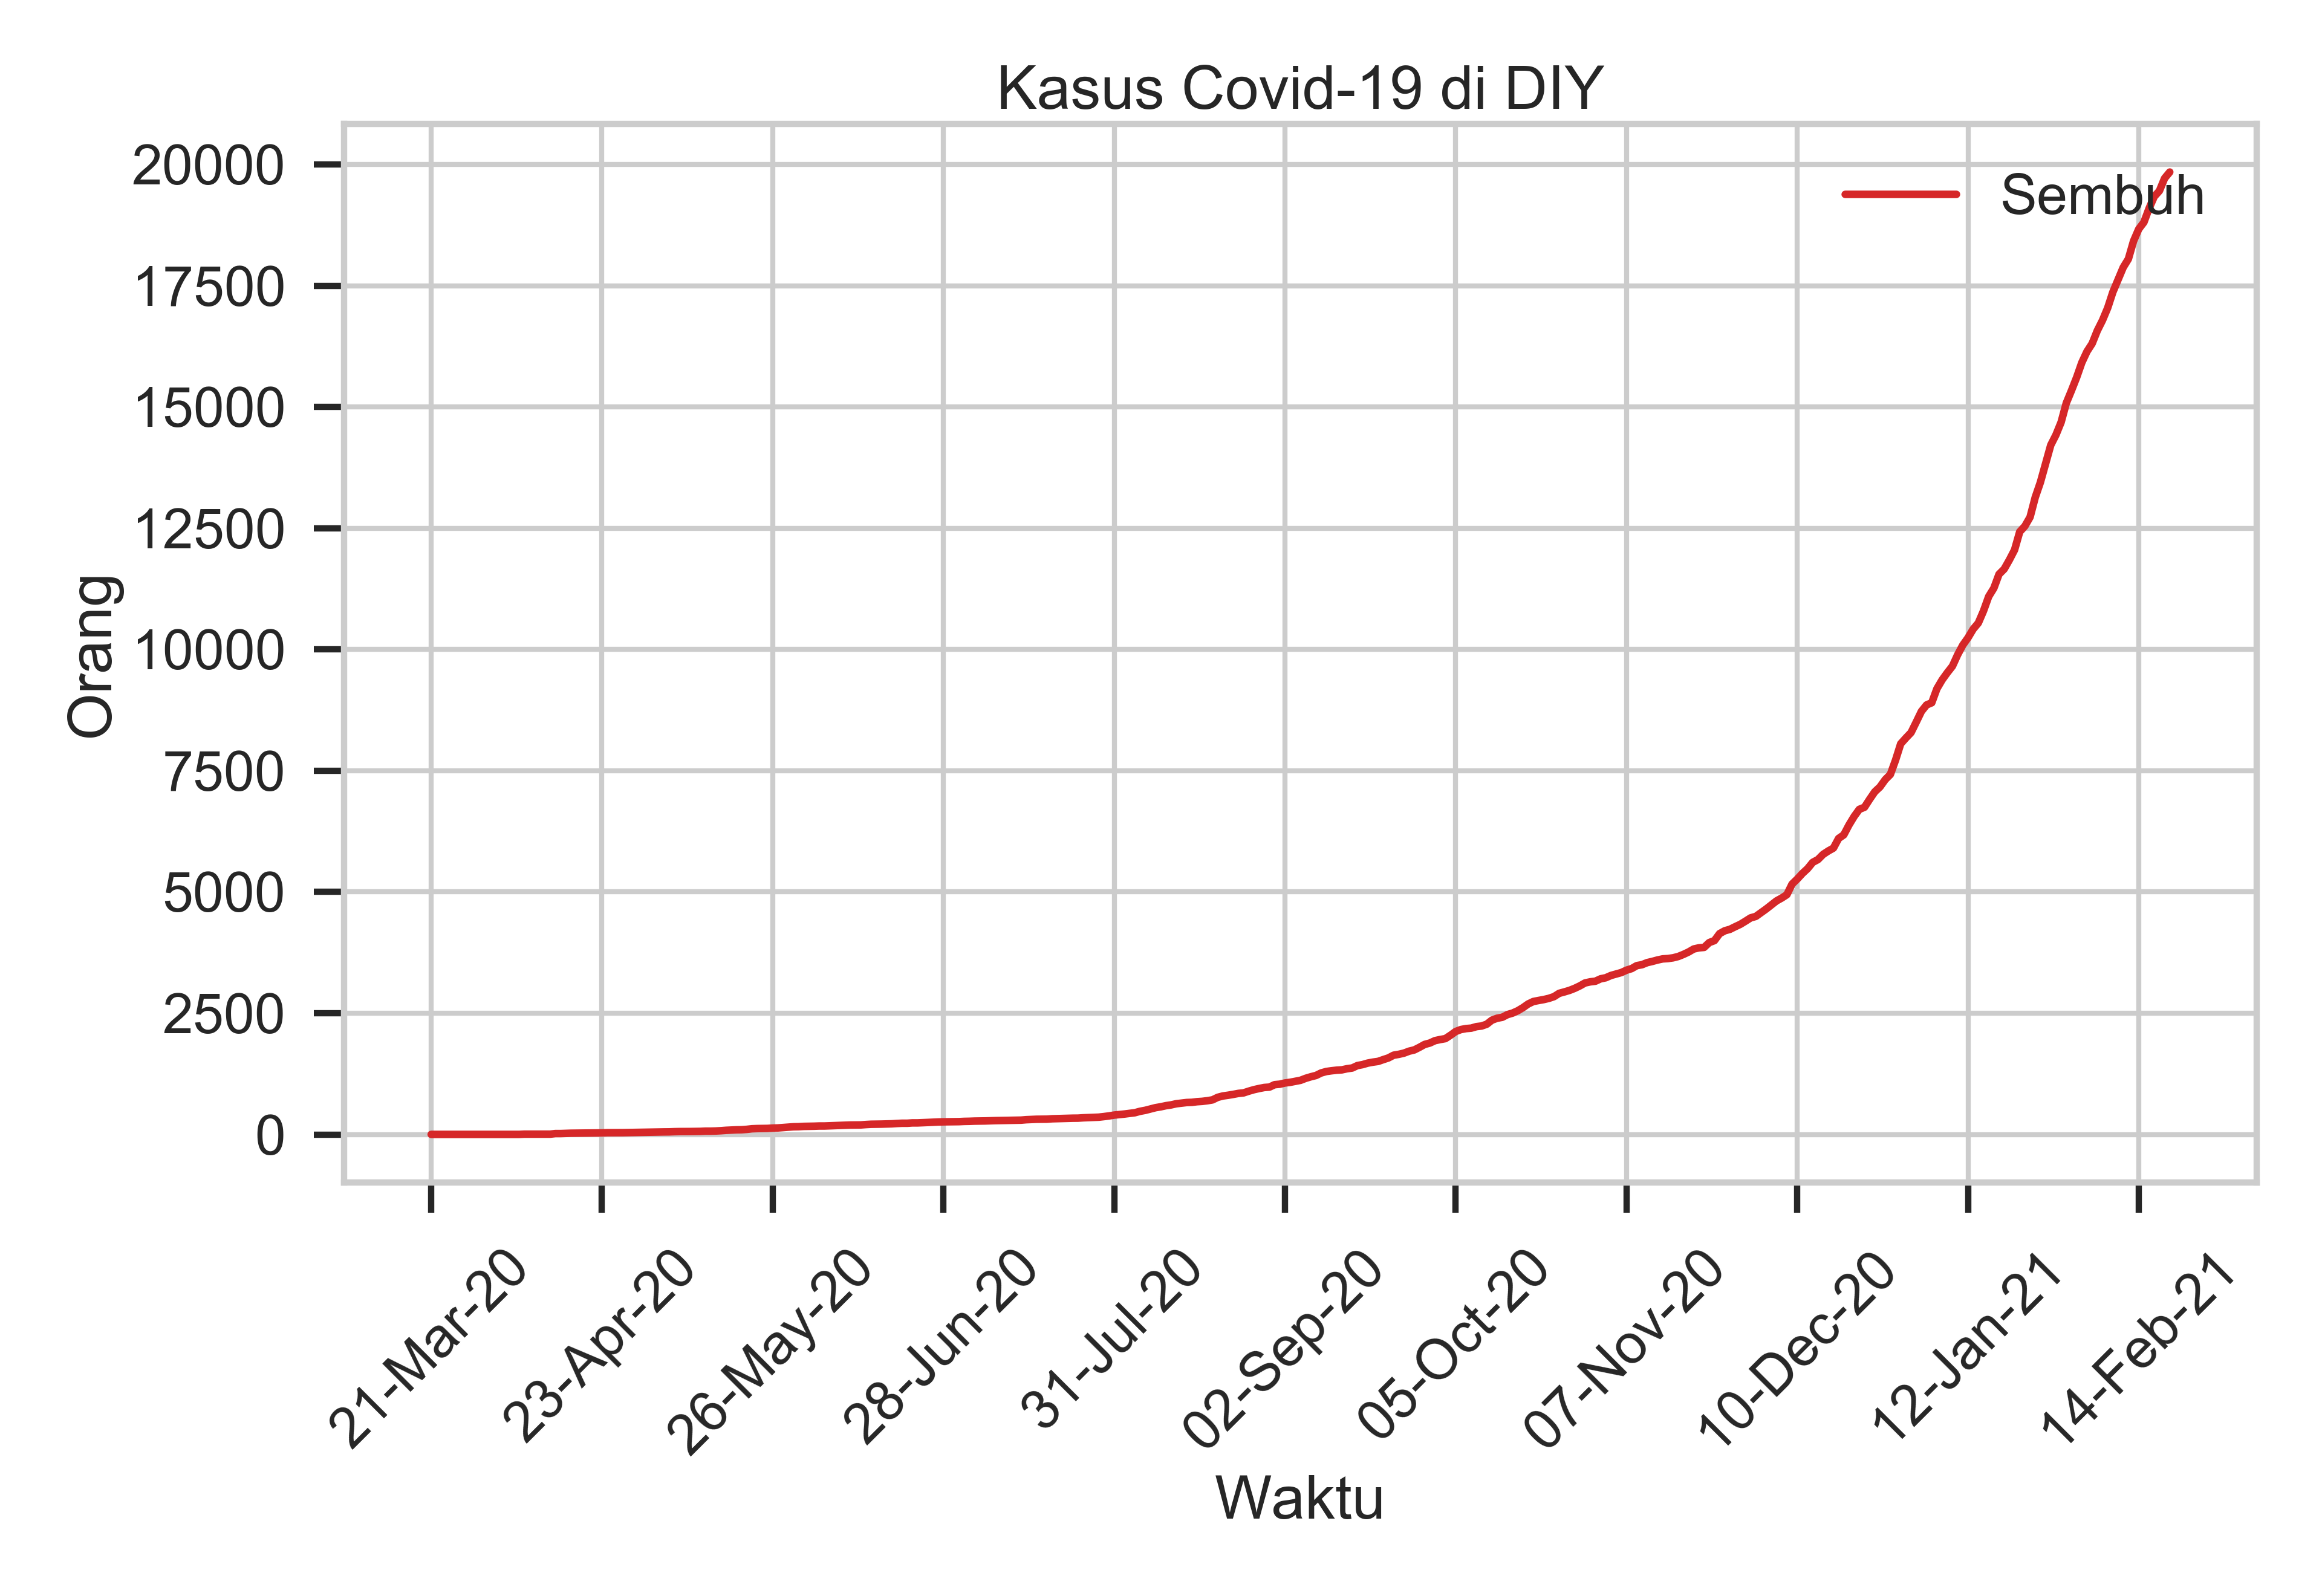 Kasus Covid-19 di DIY
Sembuh
Orang
20000
17500
15000
12500
10000
7500
5000
2500
0
21-Mar-20
23-Apr-20
26-May-20
28-Jun-20
31-Jul-20
02-Sep-20
05-Oct-20
07-Nov-20
10-Dec-20
12-Jan-21
14-Feb-21
Waktu